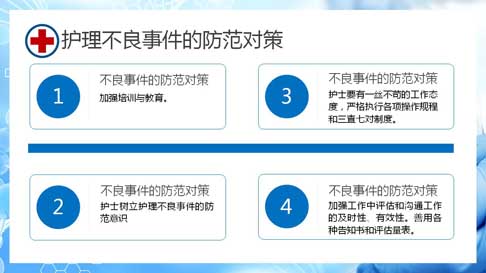 护理不良事件的防范对策
1
不良事件的防范对策
加强培训与教育。
2
不良事件的防范对策
护士树立护理不良事件的防
范意识
3
不良事件的防范对策
护士要有一丝不苟的工作态
度，严格执行各项操作规程
和三查七对制度。
4
不良事件的防范对策
加强工作中评估和沟通工作
的及时性、有效性。善用各
种告知书和评估量表。